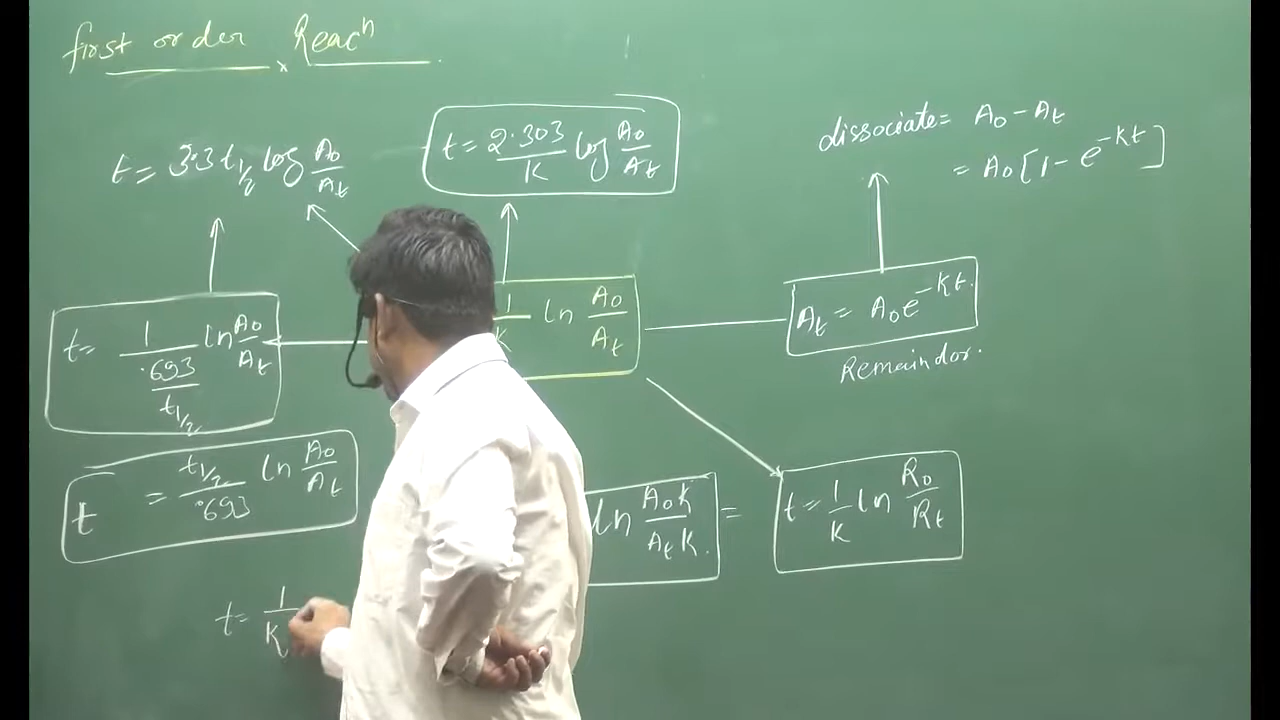 first order Reacn
t = 3.3 t1/2 log A0/At
t = 2.303/K log A0/At
dissociate = A0 - At
= A0 [1 - e^-Kt]
t = 1/(.693/t1/2) ln A0/At
1/K ln A0/At
At = A0 e^-Kt.
Remaindor.
t = t1/2/.693 ln A0/At
ln A0K/AtK. =
t = 1/K ln R0/Rt
t = 1/K